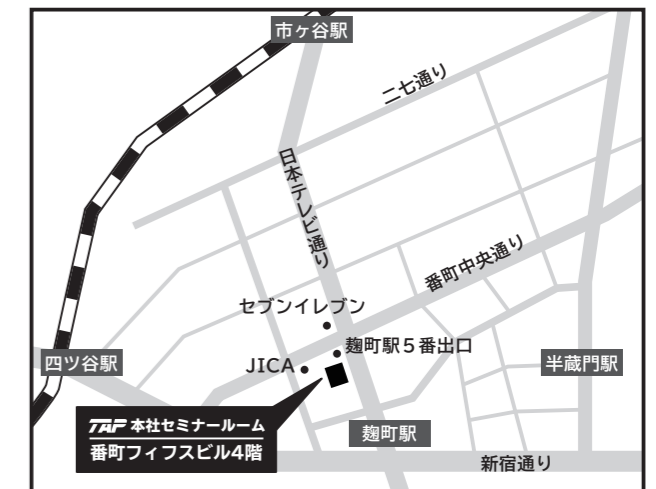 市ヶ谷駅
二七通り
日本テレビ通り
番町中央通り
セブンイレブン
麹町駅5番出口
JICA
四ツ谷駅
半蔵門駅
TAP 本社セミナールーム
番町フィフスビル4階
麹町駅
新宿通り